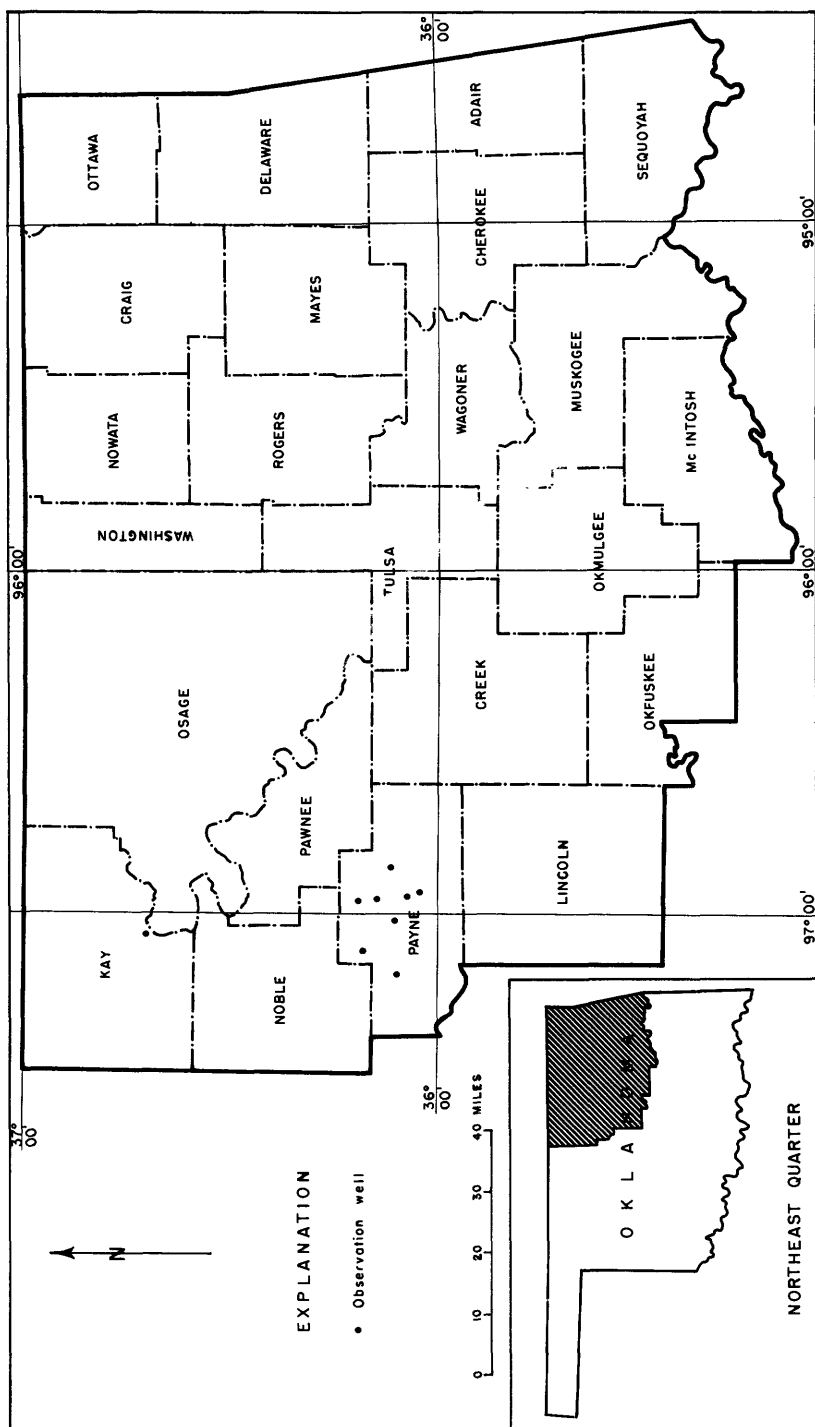 37°
00'
96°00'
36°
00'
OTTAWA
CRAIG
NOWATA
WASHINGTON
OSAGE
KAY
DELAWARE
MAYES
ROGERS
PAWNEE
NOBLE
TULSA
ADAIR
CHEROKEE
WAGONER
CREEK
PAYNE
MUSKOGEE
OKMULGEE
SEQUOYAH
Mc INTOSH
OKFUSKEE
LINCOLN
36°
00'
95°00'
96°00'
97°00'
N
EXPLANATION
• Observation well
0 10 20 30 40 MILES
OKLAHOMA
NORTHEAST QUARTER